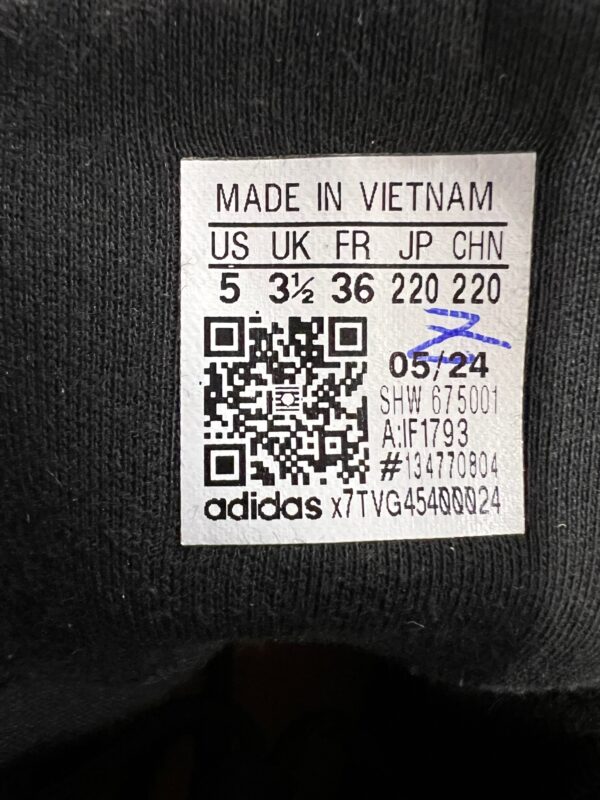 MADE IN VIETNAM
US UK FR JP CHN
5 3½ 36 220 220
05/24
SHW 675001
A:IF1793
#134770804
adidas x7TVG45400024